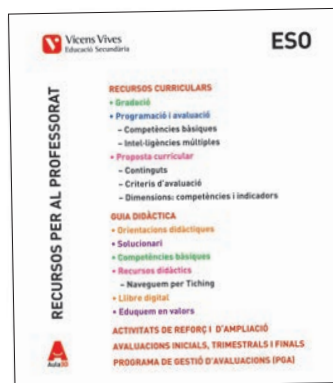 Vicens Vives
Educació Secundària
ESO
RECURSOS PER AL PROFESSORAT
RECURSOS CURRICULARS
• Gradació
• Programació i avaluació
– Competències bàsiques
– Intel·ligències múltiples
• Proposta curricular
– Continguts
– Criteris d'avaluació
– Dimensions: competències i indicadors
GUIA DIDÀCTICA
• Orientacions didàctiques
• Solucionari
• Competències bàsiques
• Recursos didàctics
– Naveguem per Tiching
• Llibre digital
• Eduquem en valors
ACTIVITATS DE REFORÇ I D'AMPLIACIÓ
AVALUACIONS INICIALS, TRIMESTRALS I FINALS
PROGRAMA DE GESTIÓ D'AVALUACIONS (PGA)
Aula3D